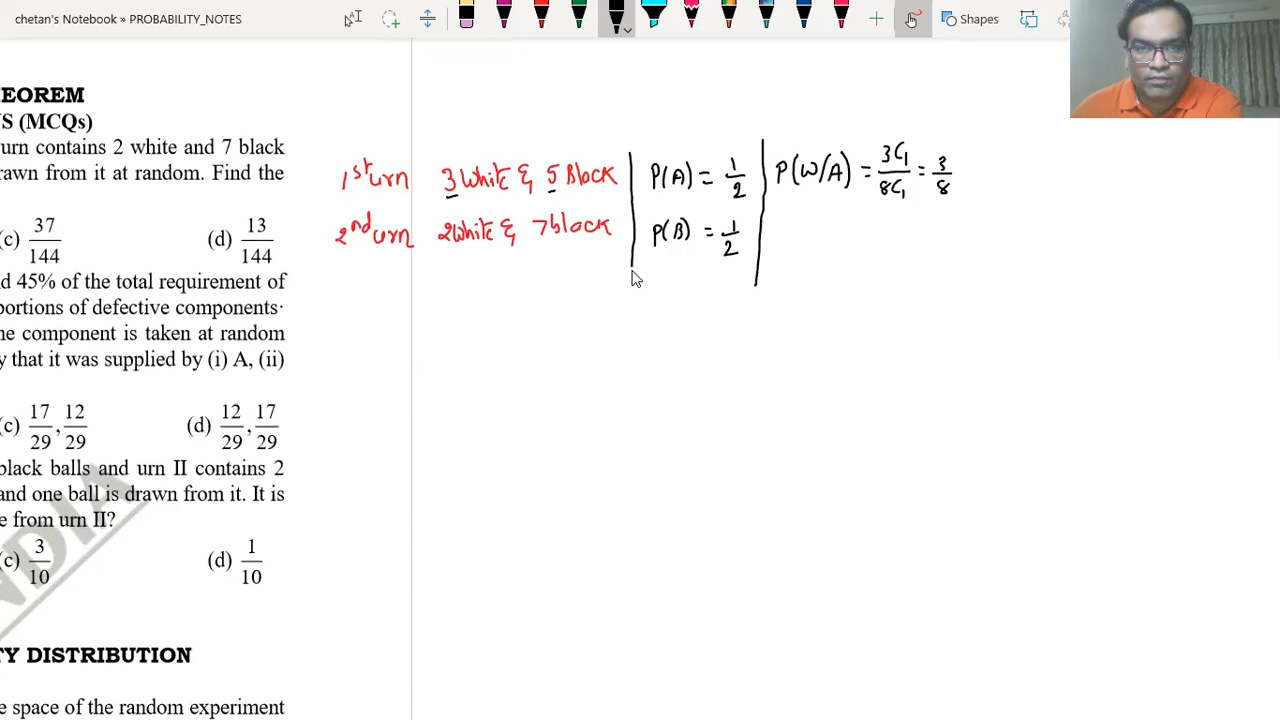 chetan's Notebook » PROBABILITY_NOTES
Shapes
EOREM
S (MCQs)
urn contains 2 white and 7 black
rawn from it at random. Find the
(c) 37/144 (d) 13/144
d 45% of the total requirement of
portions of defective components·
ne component is taken at random
y that it was supplied by (i) A, (ii)
(c) 17/29, 12/29 (d) 12/29, 17/29
black balls and urn II contains 2
and one ball is drawn from it. It is
e from urn II?
(c) 3/10 (d) 1/10
NDIA
TY DISTRIBUTION
e space of the random experiment
1st urn 3 White & 5 Black P(A) = 1/2 P(W/A) = 3C1/8C1 = 3/8
2nd urn 2 White & 7 black P(B) = 1/2